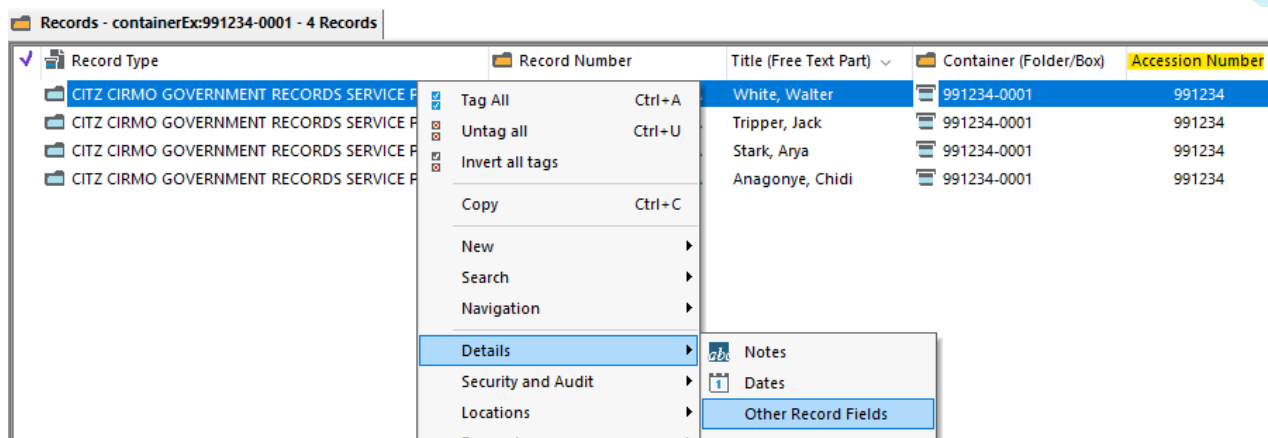 Records - containerEx:991234-0001 - 4 Records
Record Type Record Number Title (Free Text Part) Container (Folder/Box) Accession Number
CITZ CIRMO GOVERNMENT RECORDS SERVICE White, Walter 991234-0001 991234
CITZ CIRMO GOVERNMENT RECORDS SERVICE Tripper, Jack 991234-0001 991234
CITZ CIRMO GOVERNMENT RECORDS SERVICE Stark, Arya 991234-0001 991234
CITZ CIRMO GOVERNMENT RECORDS SERVICE Anagonye, Chidi 991234-0001 991234
Tag All Ctrl+A
Untag all Ctrl+U
Invert all tags
Copy Ctrl+C
New
Search
Navigation
Details
Security and Audit
Locations
abc Notes
1 Dates
Other Record Fields